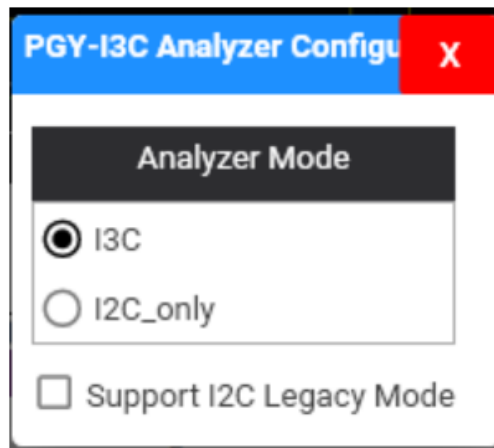 PGY-I3C Analyzer Configu
X
Analyzer Mode
I3C
I2C_only
Support I2C Legacy Mode